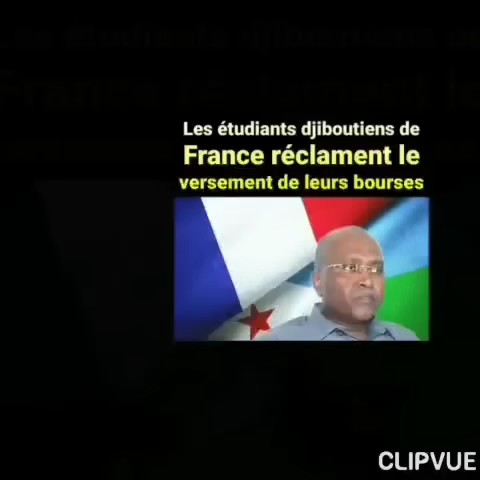 Les étudiants djiboutiens de
France réclament le
versement de leurs bourses
CLIPVUE